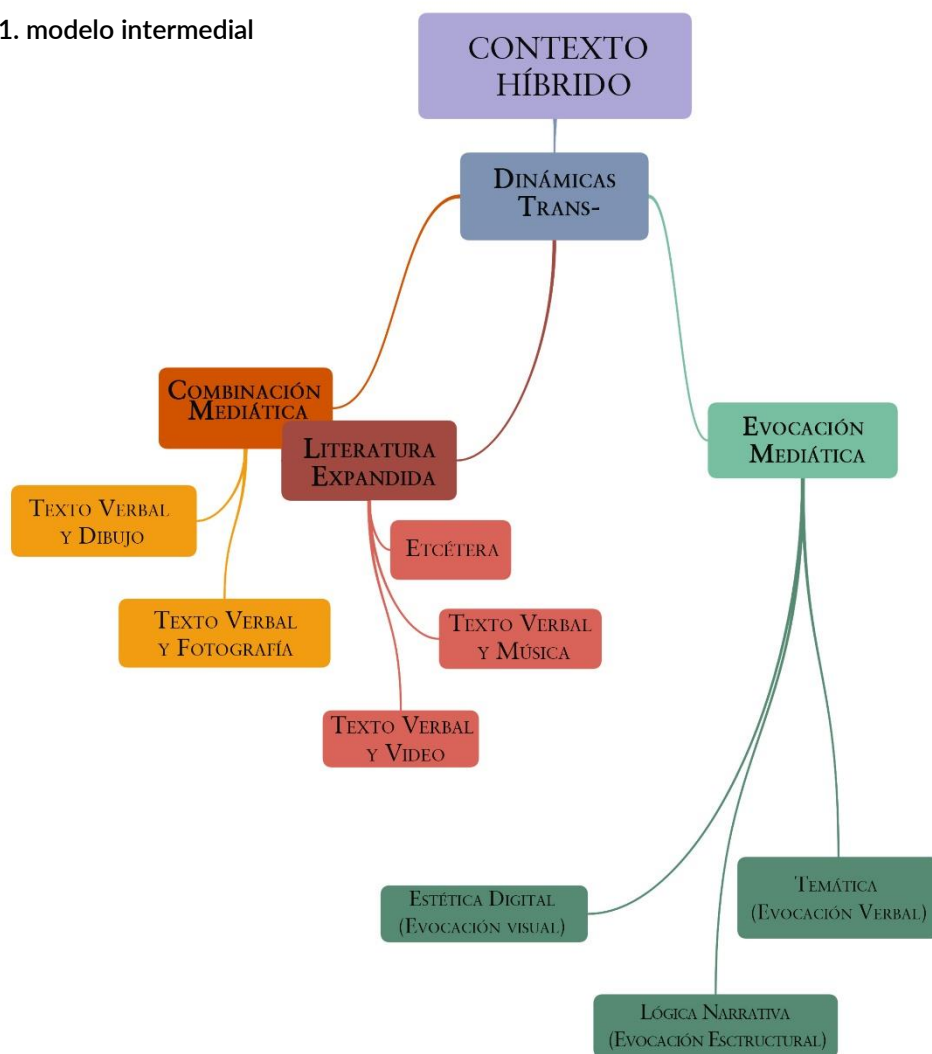 1. modelo intermedial
CONTEXTO
HÍBRIDO
DINÁMICAS
TRANS-
COMBINACIÓN
MEDIÁTICA
LITERATURA
EXPANDIDA
EVOCACIÓN
MEDIÁTICA
TEXTO VERBAL
Y DIBUJO
ETCÉTERA
TEXTO VERBAL
Y FOTOGRAFÍA
TEXTO VERBAL
Y MÚSICA
TEXTO VERBAL
Y VIDEO
ESTÉTICA DIGITAL
(EVOCACIÓN VISUAL)
TEMÁTICA
(EVOCACIÓN VERBAL)
LÓGICA NARRATIVA
(EVOCACIÓN ESCTRUCTURAL)